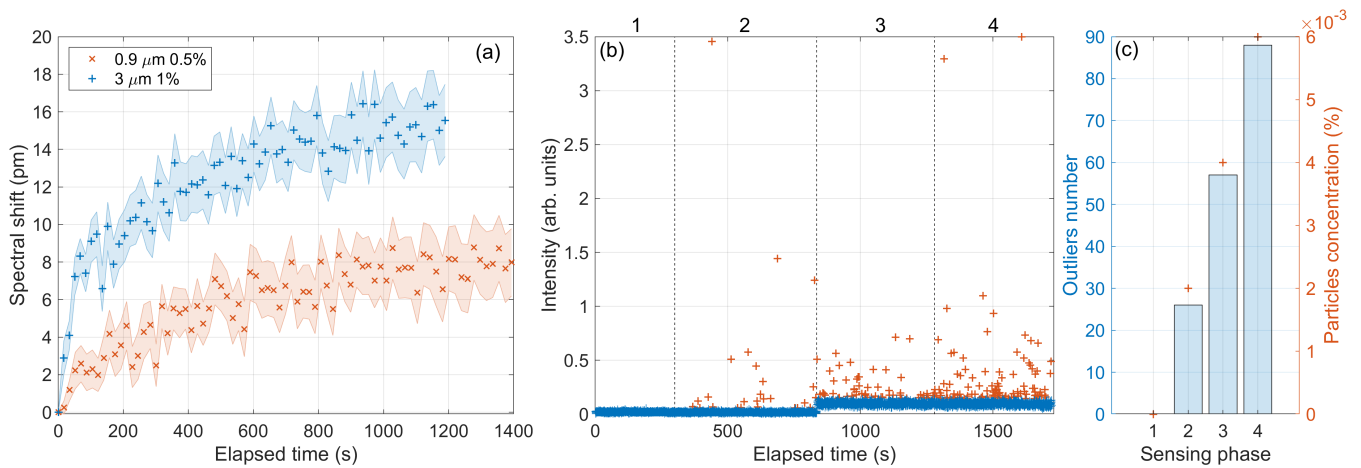 (a)
0.9 μm 0.5%
3 μm 1%
20
18
16
14
12
10
8
6
4
2
0
Spectral shift (pm)
0 200 400 600 800 1000 1200 1400
Elapsed time (s)
1 2 3 4
(b)
3.5
3
2.5
2
1.5
1
0.5
0
Intensity (arb. units)
0 500 1000 1500
Elapsed time (s)
(c)
90
80
70
60
50
40
30
20
10
0
Outliers number
×10⁻³
6
5
4
3
2
1
0
Particles concentration (%)
1 2 3 4
Sensing phase